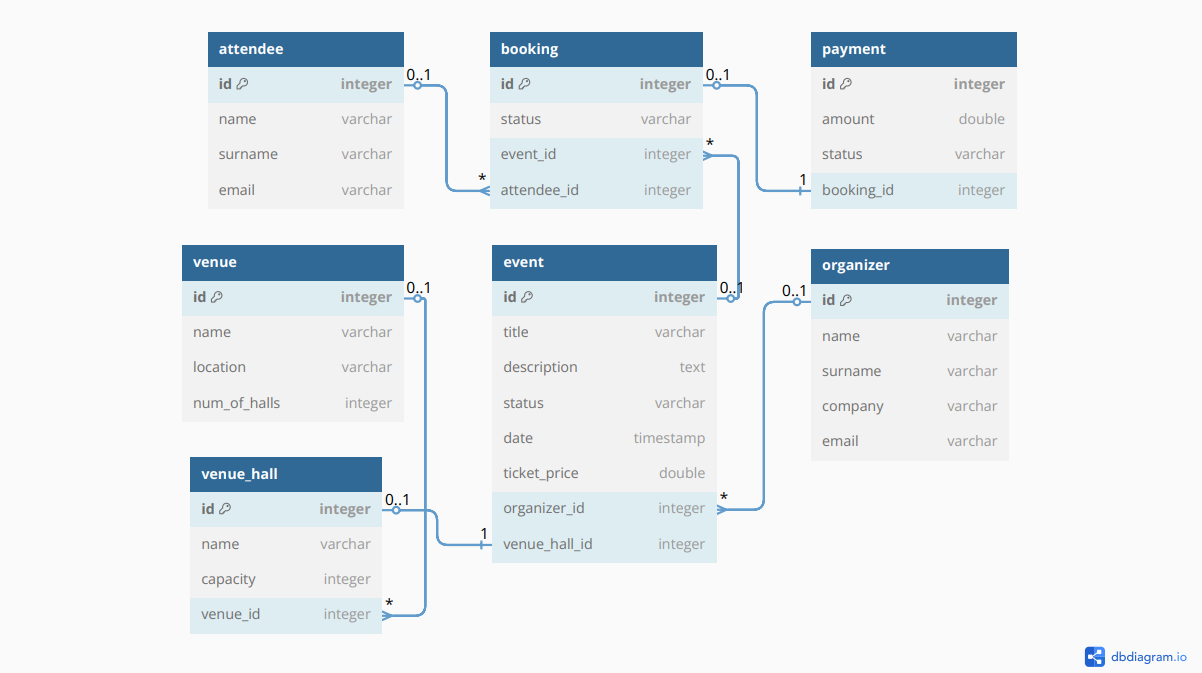 attendee
id integer
name varchar
surname varchar
email varchar
0..1
*
booking
id integer
status varchar
event_id integer
attendee_id integer
0..1
*
1
payment
id integer
amount double
status varchar
booking_id integer
venue
id integer
name varchar
location varchar
num_of_halls integer
0..1
event
id integer
title varchar
description text
status varchar
date timestamp
ticket_price double
organizer_id integer
venue_hall_id integer
0..1
*
0..1
organizer
id integer
name varchar
surname varchar
company varchar
email varchar
venue_hall
id integer
name varchar
capacity integer
venue_id integer
0..1
1
*
dbdiagram.io